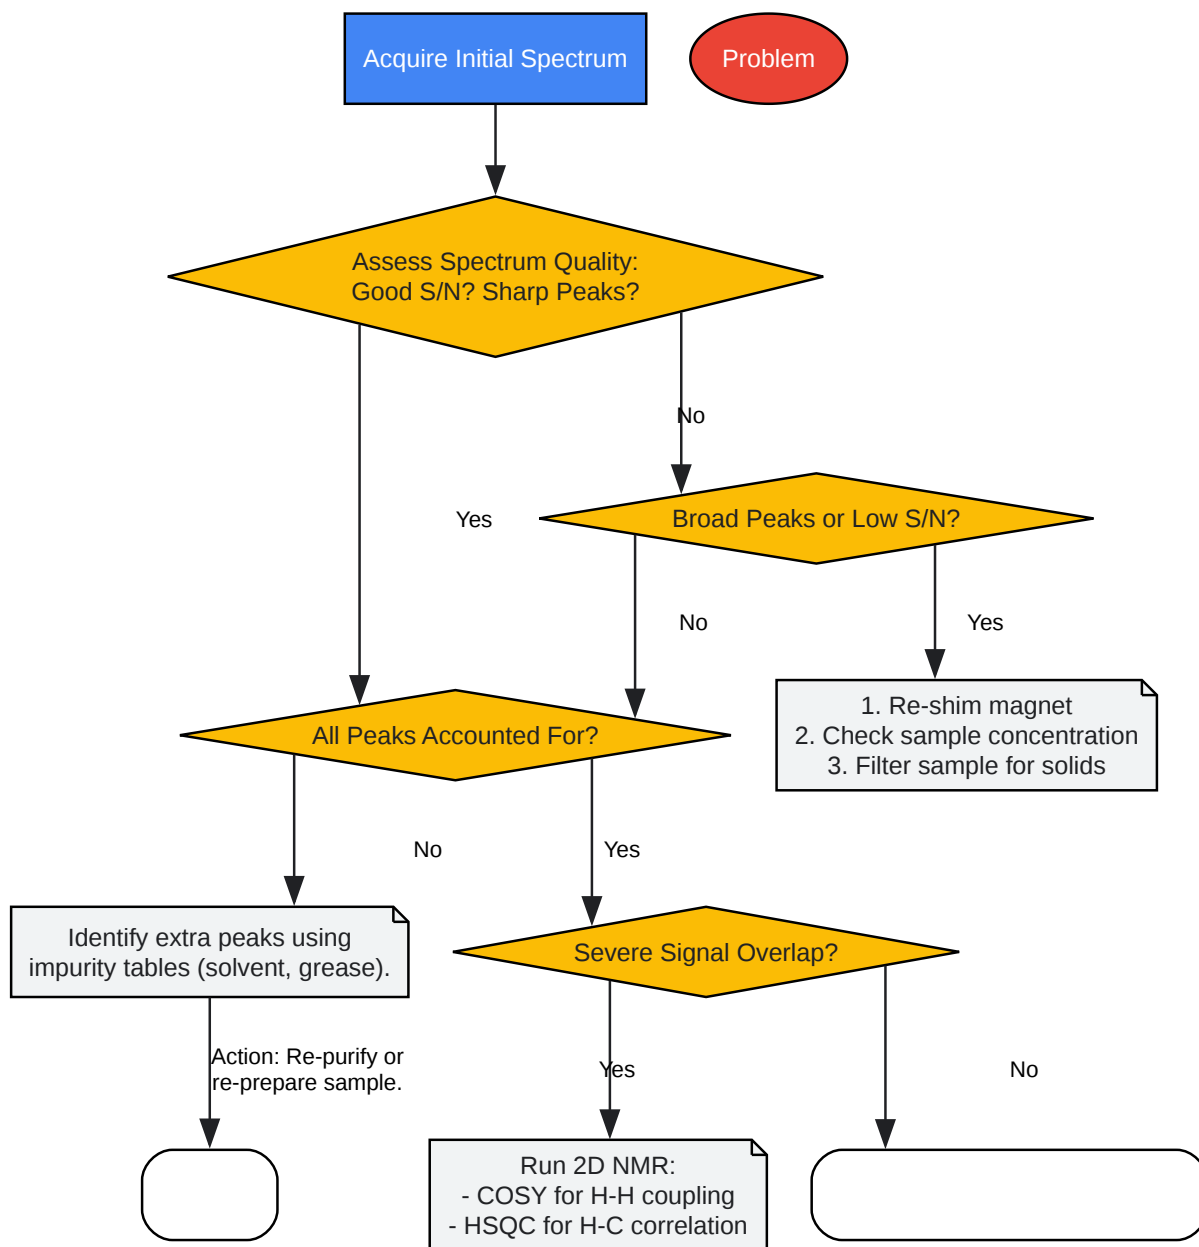 Acquire Initial Spectrum
Problem
Assess Spectrum Quality:
Good S/N? Sharp Peaks?
No
Yes
Broad Peaks or Low S/N?
No
Yes
All Peaks Accounted For?
1. Re-shim magnet
2. Check sample concentration
3. Filter sample for solids
No
Yes
Identify extra peaks using
impurity tables (solvent, grease).
Severe Signal Overlap?
Action: Re-purify or
re-prepare sample.
Yes
No
Run 2D NMR:
- COSY for H-H coupling
- HSQC for H-C correlation